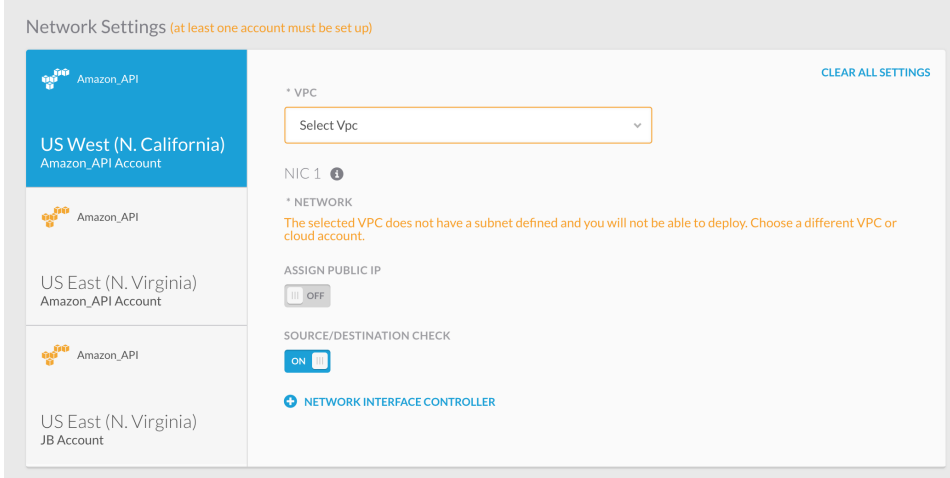 Network Settings (at least one account must be set up)
Amazon_API
US West (N. California)
Amazon_API Account
Amazon_API
US East (N. Virginia)
Amazon_API Account
Amazon_API
US East (N. Virginia)
JB Account
CLEAR ALL SETTINGS
* VPC
Select Vpc
NIC 1
* NETWORK
The selected VPC does not have a subnet defined and you will not be able to deploy. Choose a different VPC or
cloud account.
ASSIGN PUBLIC IP
OFF
SOURCE/DESTINATION CHECK
ON
NETWORK INTERFACE CONTROLLER